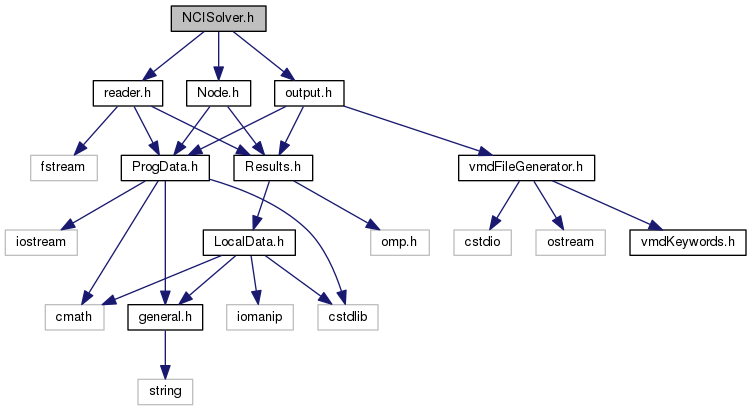 NCISolver.h
reader.h
Node.h
output.h
fstream
ProgData.h
Results.h
vmdFileGenerator.h
iostream
LocalData.h
omp.h
cstdio
ostream
vmdKeywords.h
cmath
general.h
iomanip
cstdlib
string